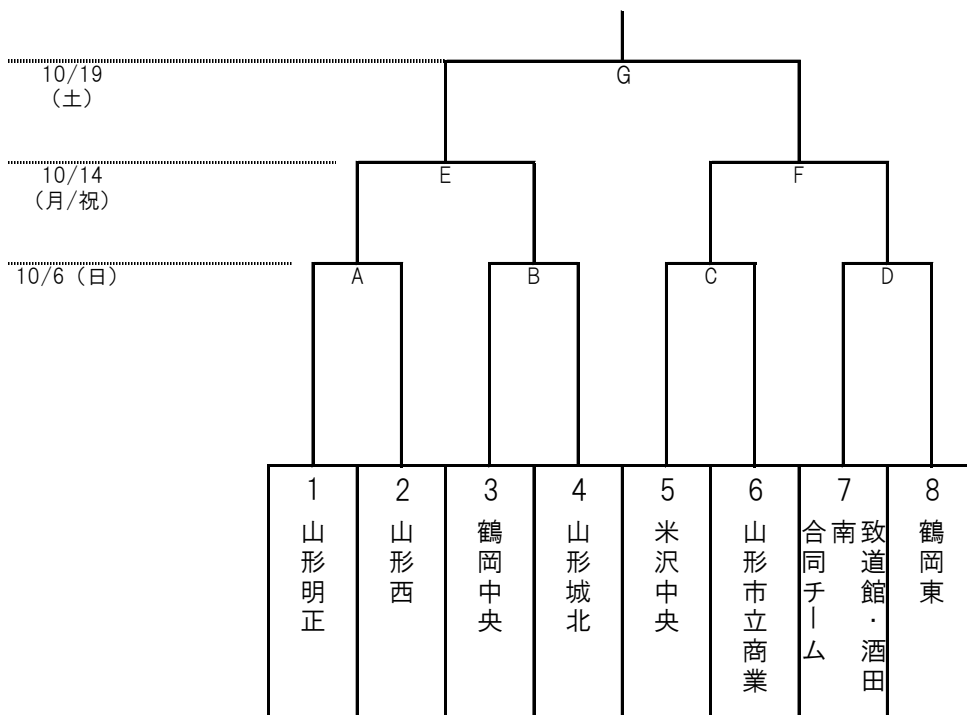 G
10/19
(土)
E
F
10/14
(月/祝)
A
B
C
D
10/6 (日)
1
2
3
4
5
6
7
8
山形明正
山形西
鶴岡中央
山形城北
米沢中央
山形市立商業
致道館・酒田
南
合同チーム
鶴岡東